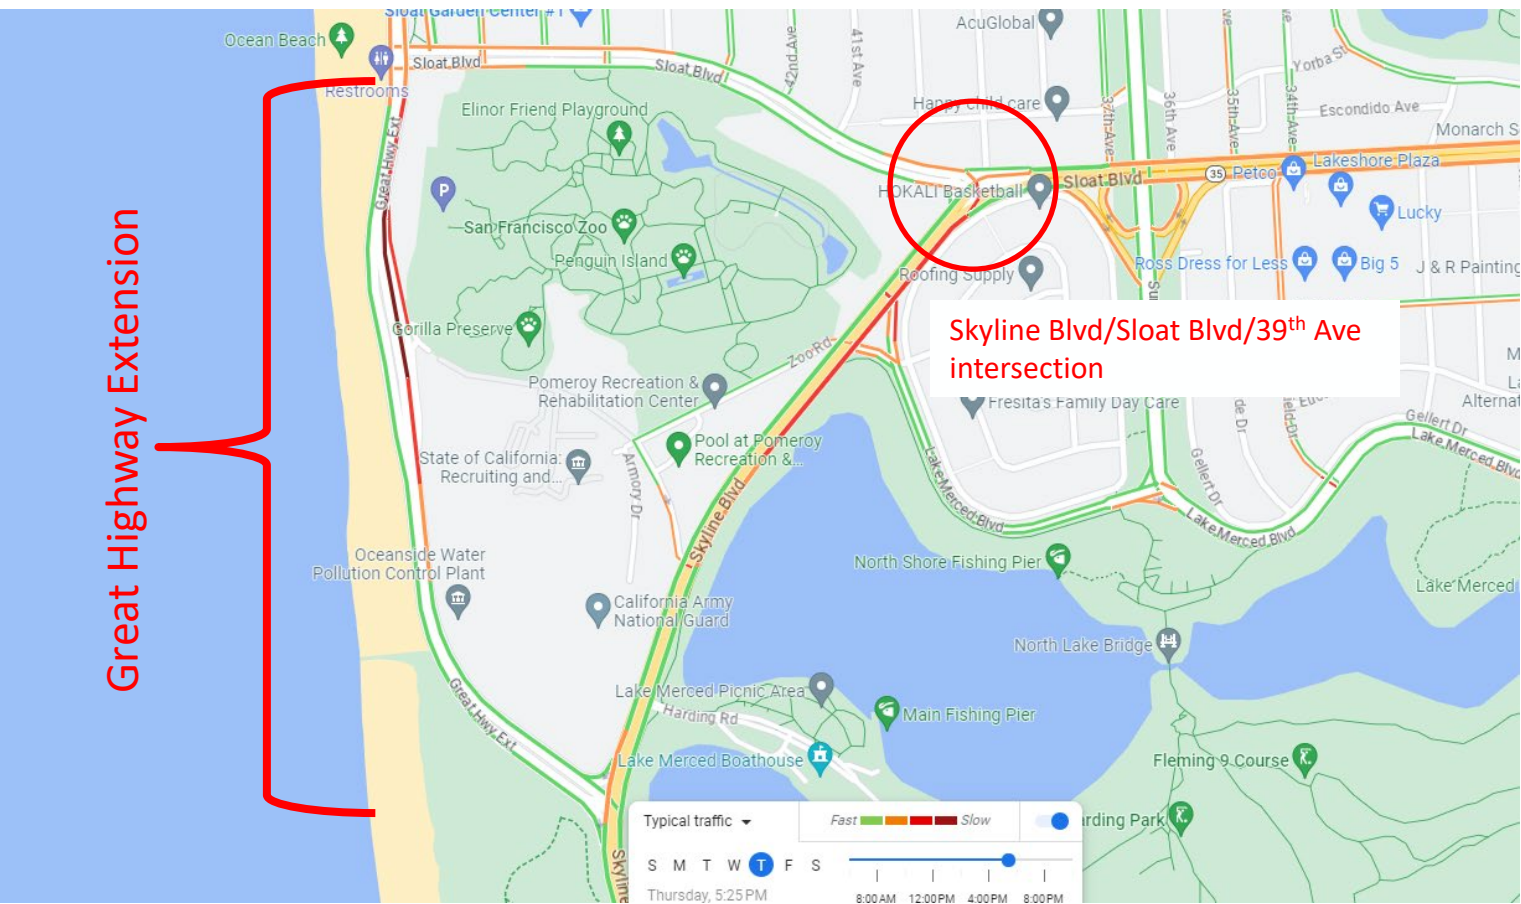 Sloat Garden Center #1
AcuGlobal
Ocean Beach
42nd Ave
41st Ave
Sloat Blvd
Sloat Blvd
Yorba St
Restrooms
Elinor Friend Playground
Happy child care
37th Ave
36th Ave
35th Ave
34th Ave
Escondido Ave
Monarch S
Great Hwy Ext
Lakeshore Plaza
HOKALI Basketball
Sloat Blvd
35
Petco
P
Lucky
San Francisco Zoo
Penguin Island
Roofing Supply
Ross Dress for Less
Big 5
J & R Painting
Su
Great Highway Extension
Gorilla Preserve
Skyline Blvd/Sloat Blvd/39th Ave
intersection
Zoo Rd
Pomeroy Recreation &
Rehabilitation Center
Fresita's Family Day Care
M
La
Alternat
de Dr
Gellert Dr
Lake Merced Blvd
Pool at Pomeroy
Recreation &...
State of California:
Recruiting and...
Armory Dr
Lake Merced Blvd
Gellert Dr
Skyline Blvd
Lake Merced Blvd
Oceanside Water
Pollution Control Plant
North Shore Fishing Pier
Lake Merced
California Army
National Guard
North Lake Bridge
Great Hwy Ext
Lake Merced Picnic Area
Harding Rd
Main Fishing Pier
Lake Merced Boathouse
Fleming 9 Course
Typical traffic
Fast
Slow
arding Park
S M T W T F S
Skyline
Thursday, 5:25 PM
8:00 AM 12:00 PM 4:00 PM 8:00 PM